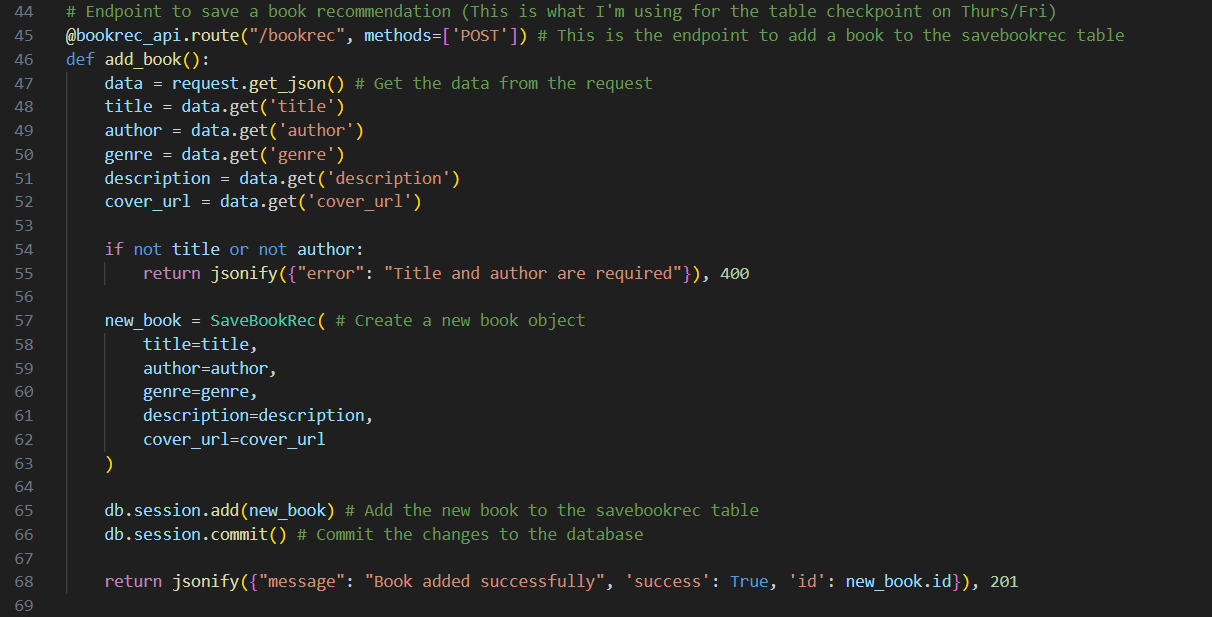 44 # Endpoint to save a book recommendation (This is what I'm using for the table checkpoint on Thurs/Fri)
45 @bookrec_api.route("/bookrec", methods=['POST']) # This is the endpoint to add a book to the savebookrec table
46 def add_book():
47     data = request.get_json() # Get the data from the request
48     title = data.get('title')
49     author = data.get('author')
50     genre = data.get('genre')
51     description = data.get('description')
52     cover_url = data.get('cover_url')
53
54     if not title or not author:
55         return jsonify({"error": "Title and author are required"}), 400
56
57     new_book = SaveBookRec( # Create a new book object
58         title=title,
59         author=author,
60         genre=genre,
61         description=description,
62         cover_url=cover_url
63     )
64
65     db.session.add(new_book) # Add the new book to the savebookrec table
66     db.session.commit() # Commit the changes to the database
67
68     return jsonify({"message": "Book added successfully", 'success': True, 'id': new_book.id}), 201
69